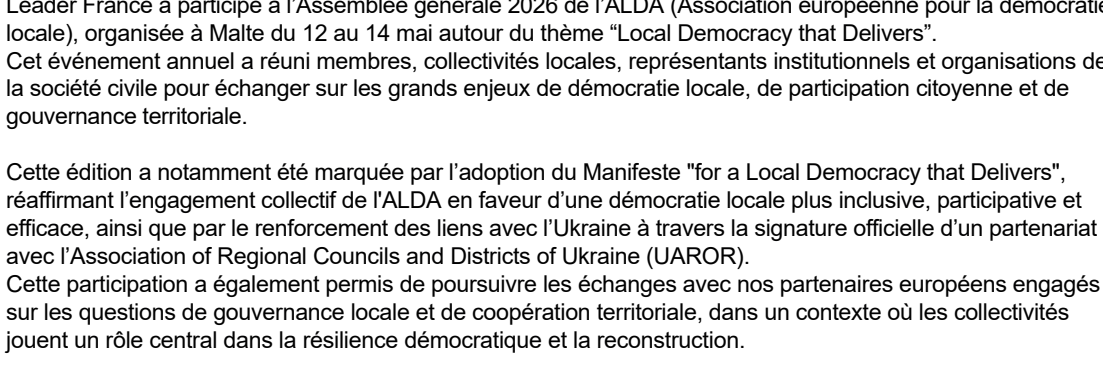 Leader France a participé à l'Assemblée générale 2026 de l'ALDA (Association européenne pour la démocratie
locale), organisée à Malte du 12 au 14 mai autour du thème “Local Democracy that Delivers”.
Cet événement annuel a réuni membres, collectivités locales, représentants institutionnels et organisations de
la société civile pour échanger sur les grands enjeux de démocratie locale, de participation citoyenne et de
gouvernance territoriale.
Cette édition a notamment été marquée par l’adoption du Manifeste "for a Local Democracy that Delivers",
réaffirmant l’engagement collectif de l'ALDA en faveur d’une démocratie locale plus inclusive, participative et
efficace, ainsi que par le renforcement des liens avec l’Ukraine à travers la signature officielle d’un partenariat
avec l’Association of Regional Councils and Districts of Ukraine (UAROR).
Cette participation a également permis de poursuivre les échanges avec nos partenaires européens engagés
sur les questions de gouvernance locale et de coopération territoriale, dans un contexte où les collectivités
jouent un rôle central dans la résilience démocratique et la reconstruction.